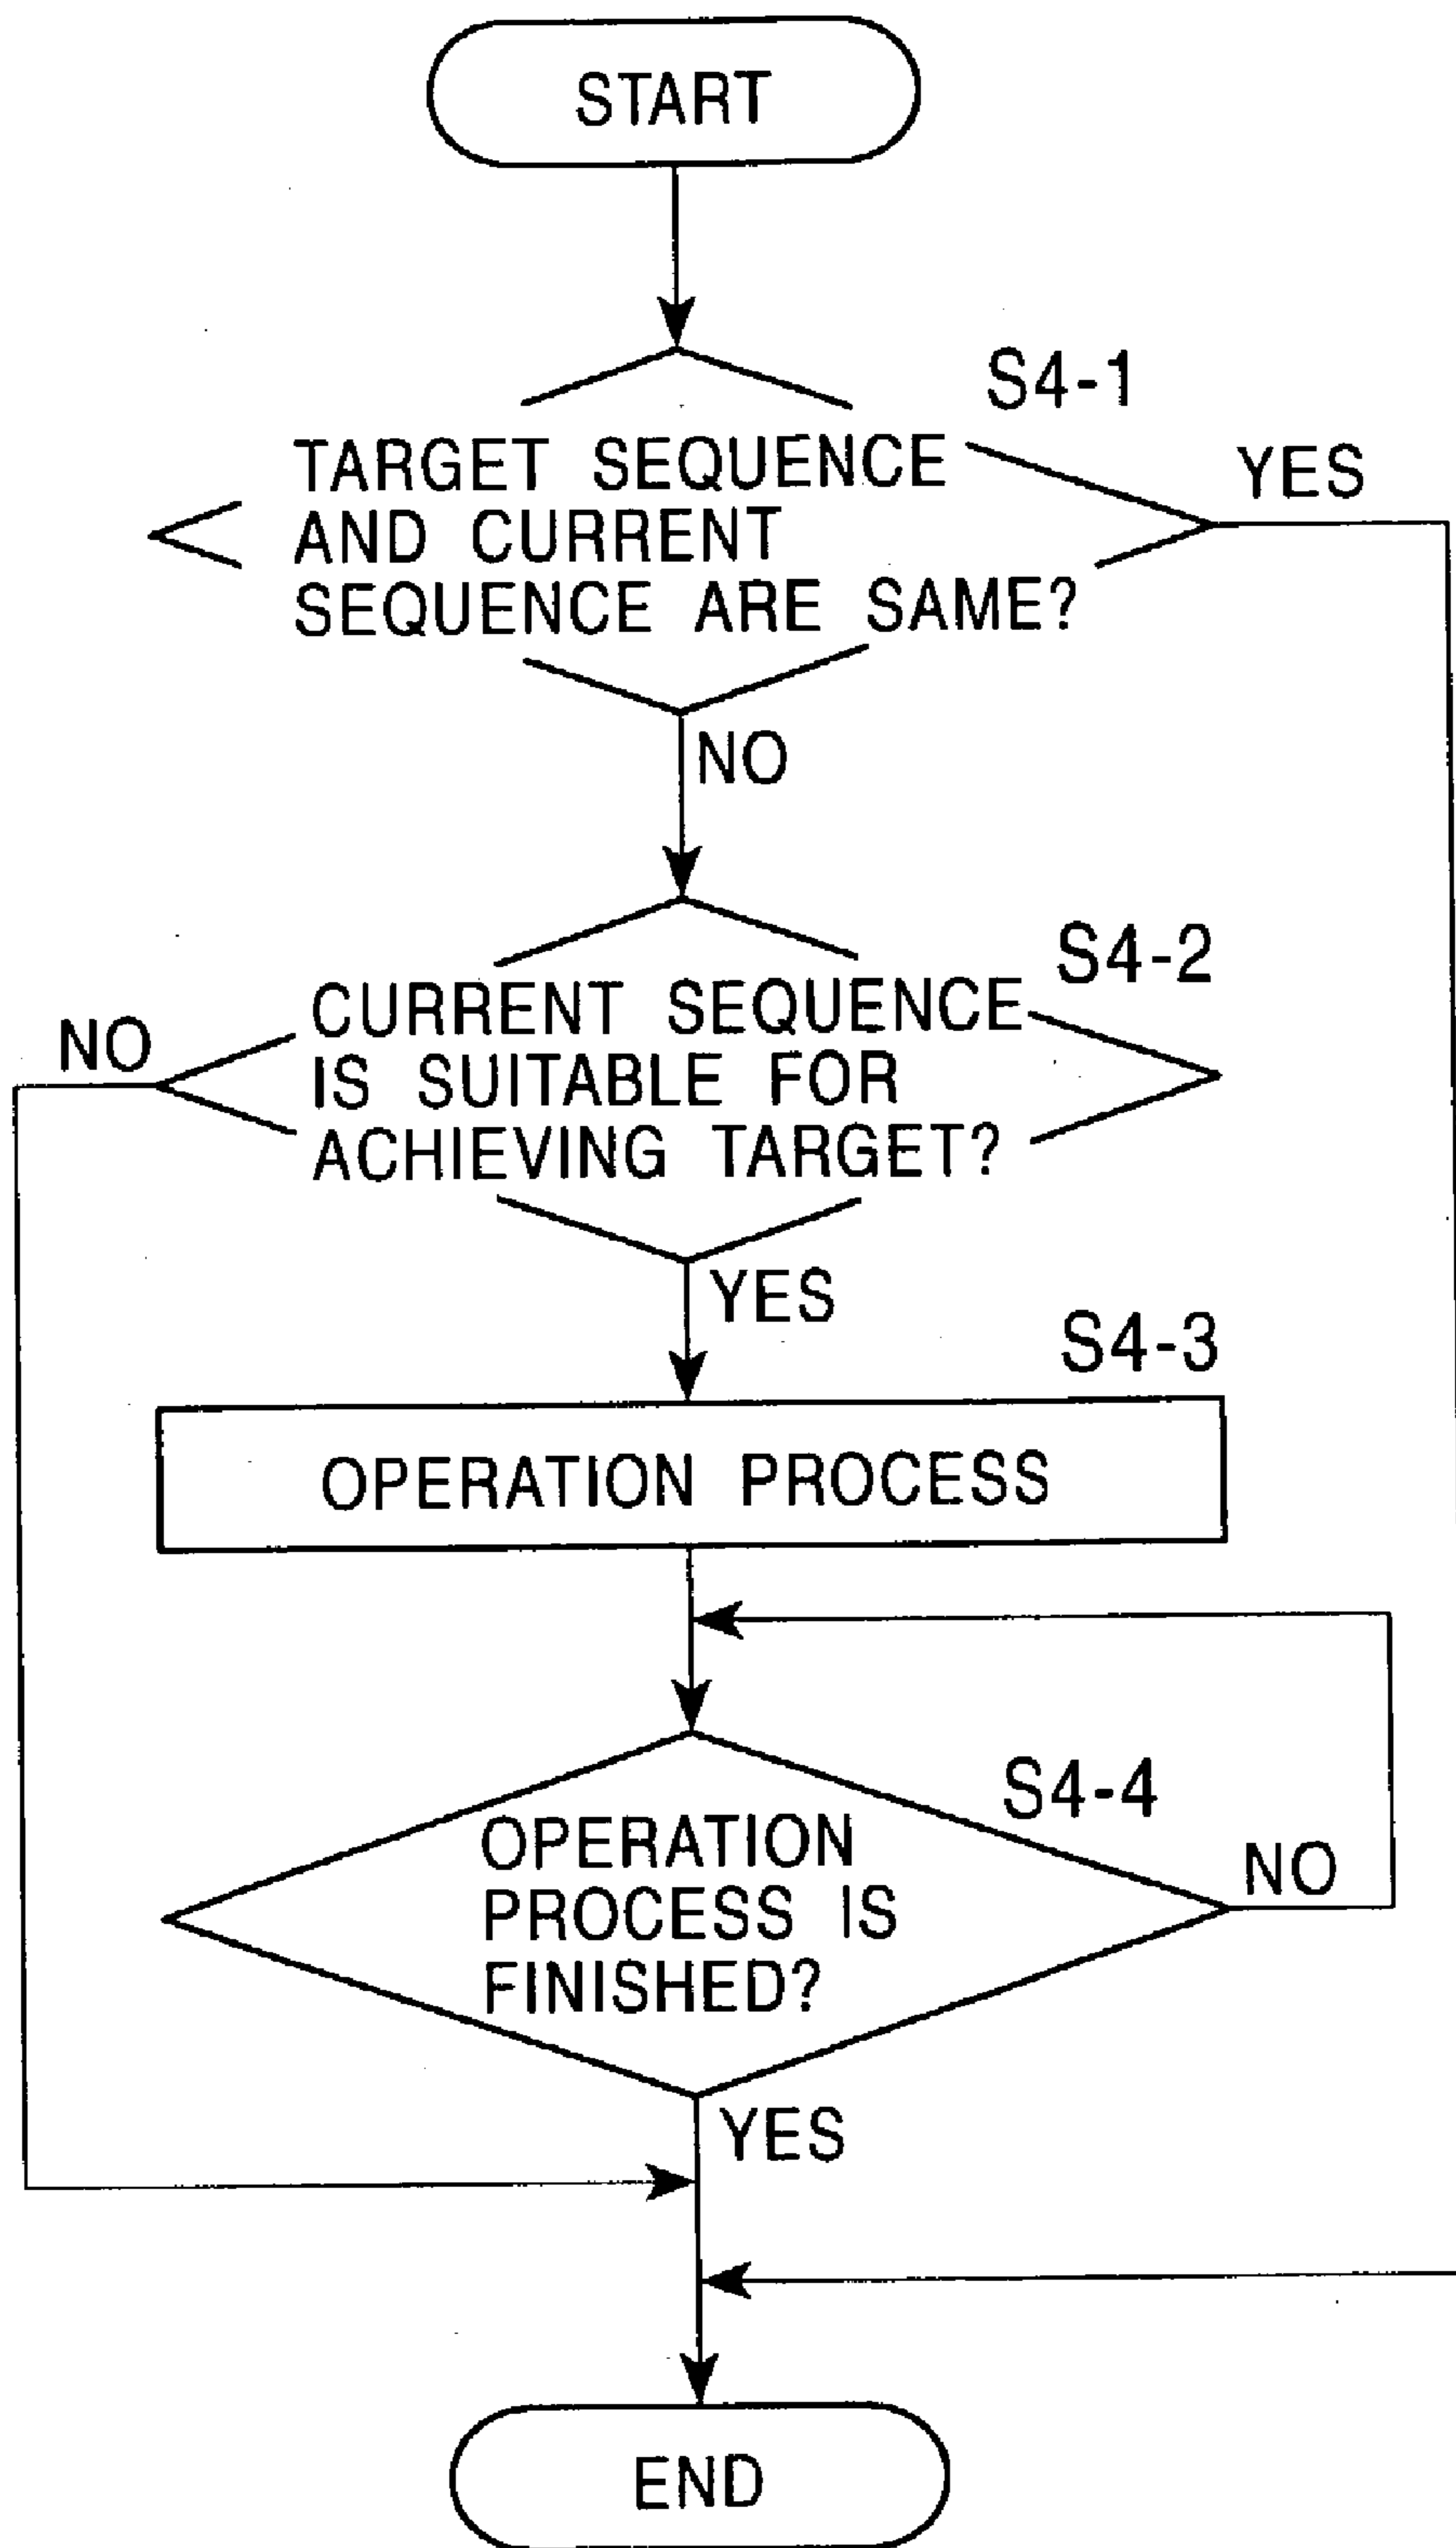 START
S4-1
TARGET SEQUENCE
AND CURRENT
SEQUENCE ARE SAME?
YES
NO
S4-2
CURRENT SEQUENCE
IS SUITABLE FOR
ACHIEVING TARGET?
NO
YES
S4-3
OPERATION PROCESS
S4-4
OPERATION
PROCESS IS
FINISHED?
NO
YES
END